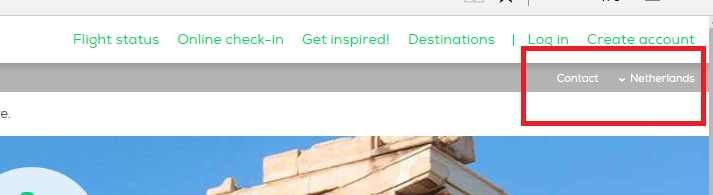 Flight status Online check-in Get inspired! Destinations | Log in Create account
Contact Netherlands
e.